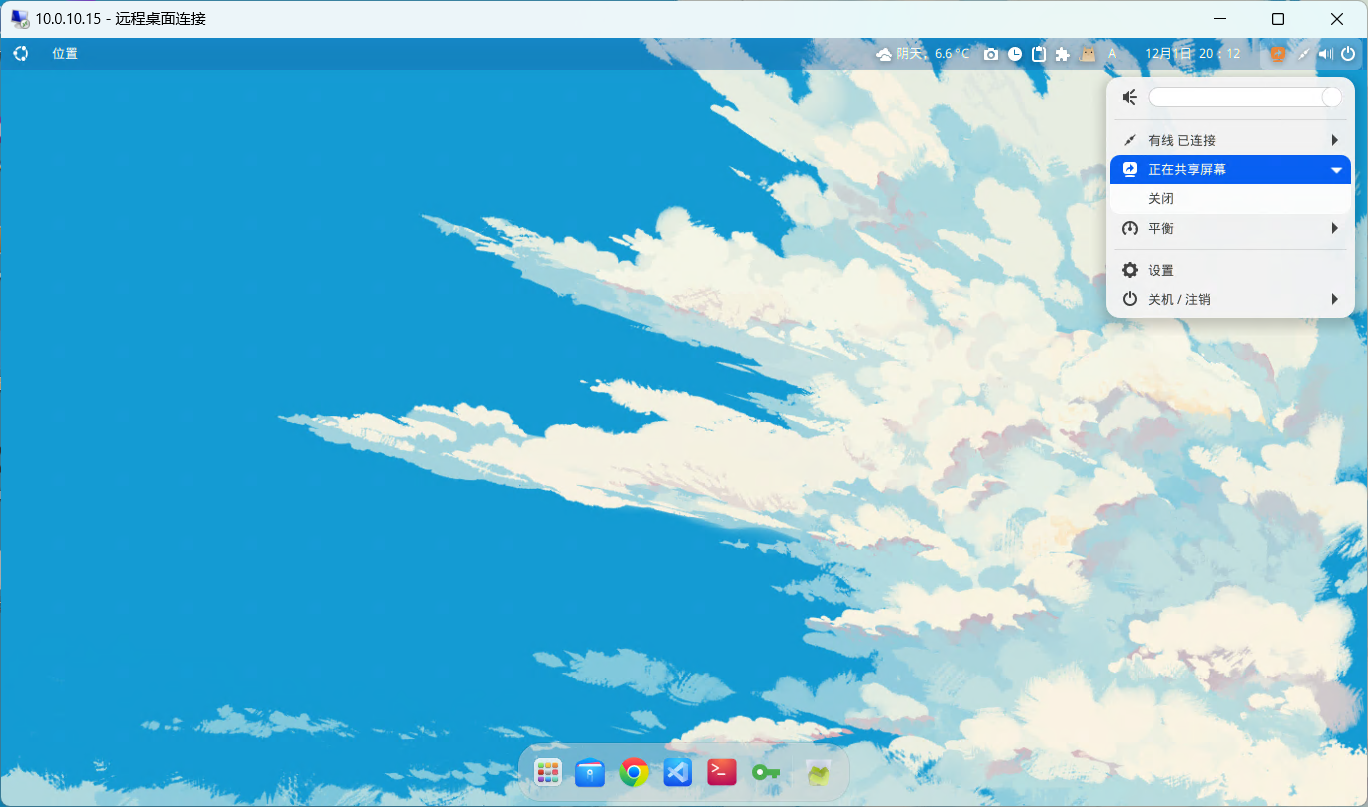 10.0.10.15 - 远程桌面连接
位置
阴天，6.6 °C
A
12月1日 20：12
有线 已连接
正在共享屏幕
关闭
平衡
设置
关机 / 注销